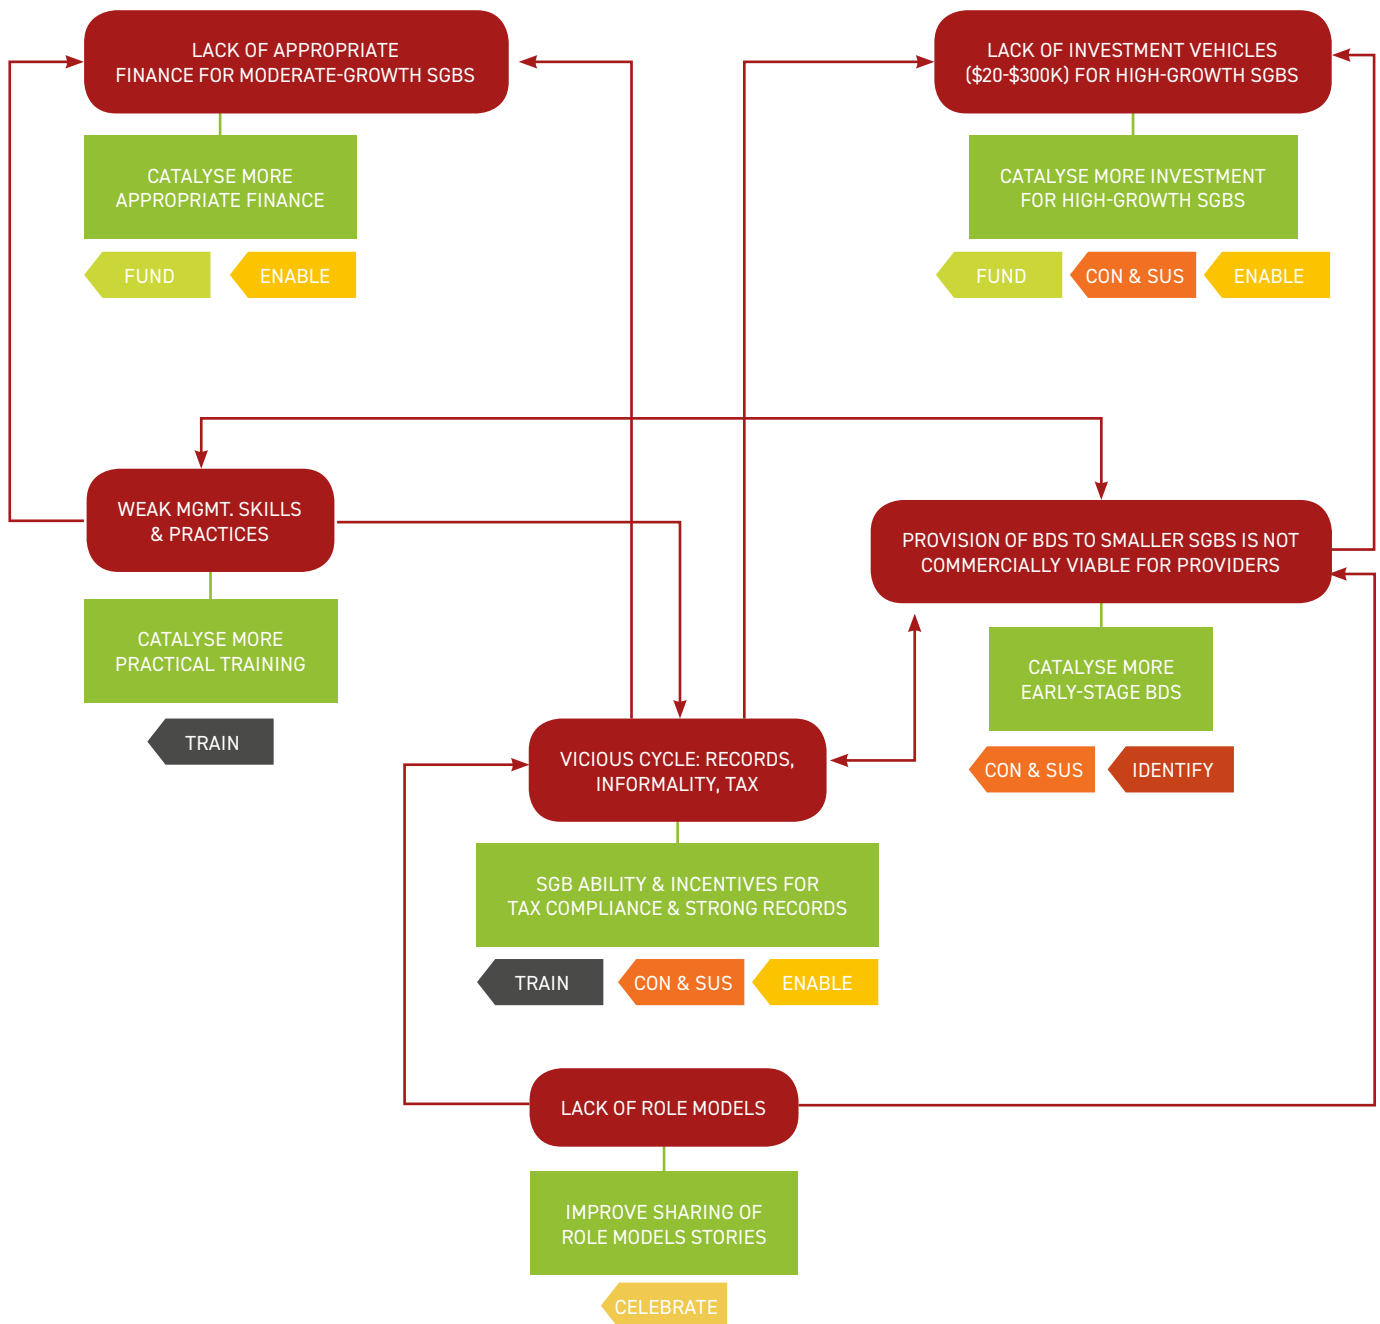 LACK OF APPROPRIATE
FINANCE FOR MODERATE-GROWTH SGBS
LACK OF INVESTMENT VEHICLES
($20-$300K) FOR HIGH-GROWTH SGBS
CATALYSE MORE
APPROPRIATE FINANCE
CATALYSE MORE INVESTMENT
FOR HIGH-GROWTH SGBS
FUND
ENABLE
FUND
CON & SUS
ENABLE
WEAK MGMT. SKILLS
& PRACTICES
PROVISION OF BDS TO SMALLER SGBS IS NOT
COMMERCIALLY VIABLE FOR PROVIDERS
CATALYSE MORE
PRACTICAL TRAINING
CATALYSE MORE
EARLY-STAGE BDS
TRAIN
CON & SUS
IDENTIFY
VICIOUS CYCLE: RECORDS,
INFORMALITY, TAX
SGB ABILITY & INCENTIVES FOR
TAX COMPLIANCE & STRONG RECORDS
TRAIN
CON & SUS
ENABLE
LACK OF ROLE MODELS
IMPROVE SHARING OF
ROLE MODELS STORIES
CELEBRATE